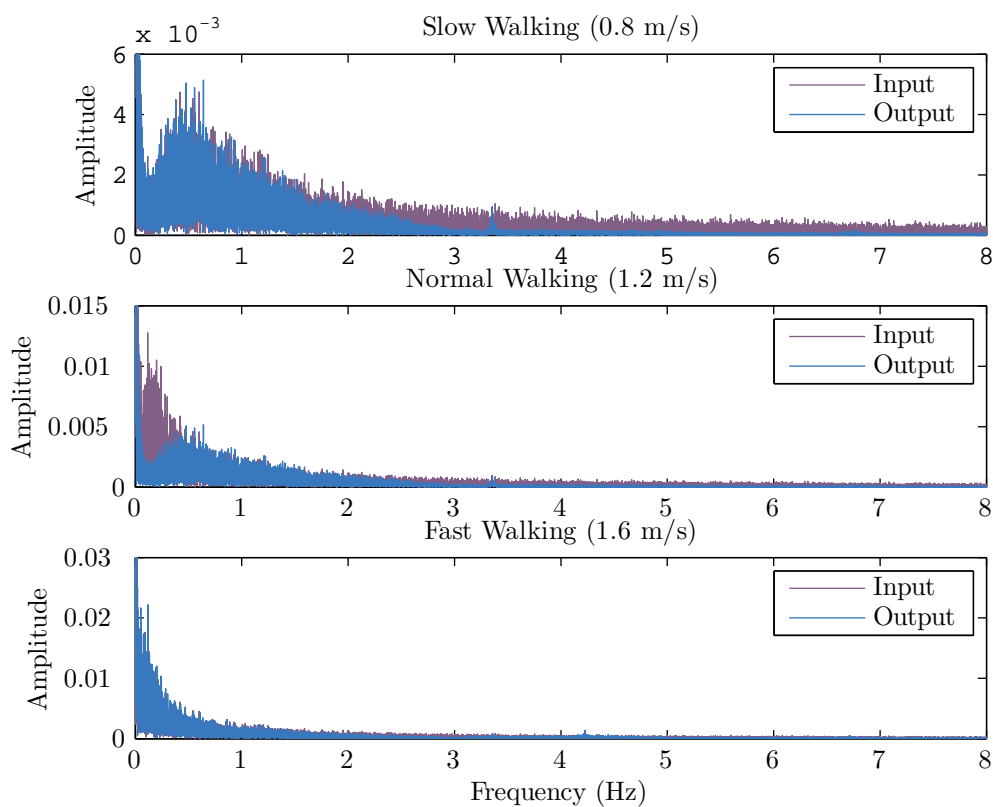 Slow Walking (0.8 m/s)
x 10⁻³
6
4
2
0
Amplitude
Input
Output
0 1 2 3 4 5 6 7 8
Normal Walking (1.2 m/s)
0.015
0.01
0.005
0
Amplitude
Input
Output
0 1 2 3 4 5 6 7 8
Fast Walking (1.6 m/s)
0.03
0.02
0.01
0
Amplitude
Input
Output
0 1 2 3 4 5 6 7 8
Frequency (Hz)